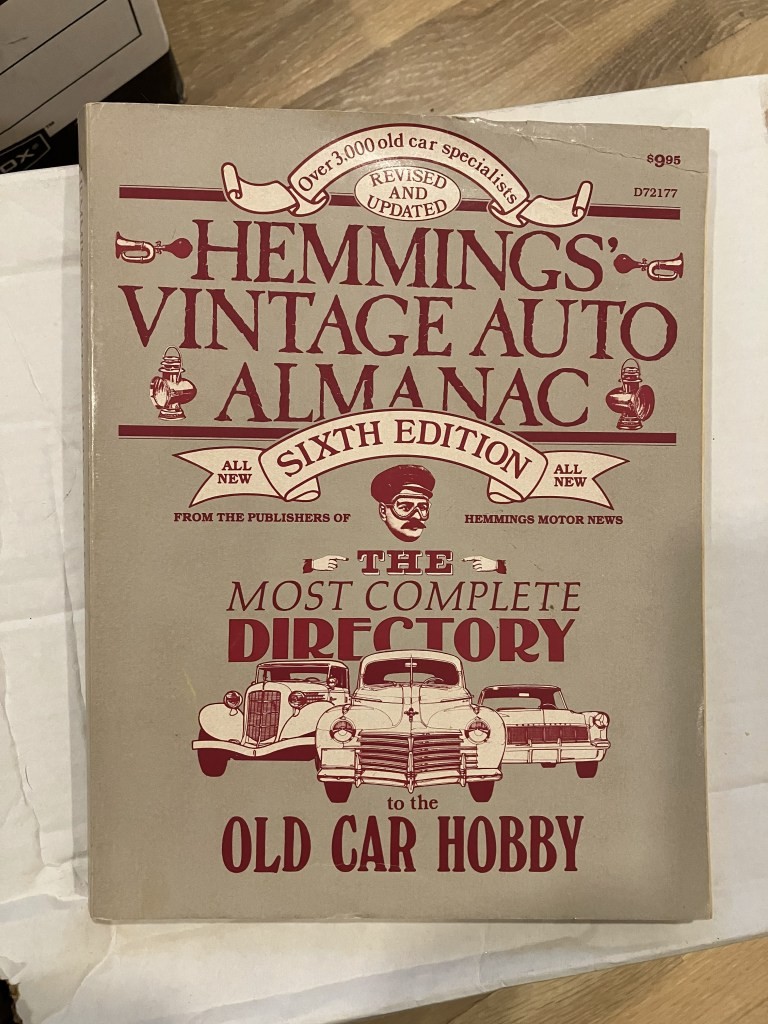 Over 3,000 old car specialists
$9.95
REVISED
AND
UPDATED
D72177
HEMMINGS'
VINTAGE AUTO
ALMANAC
SIXTH EDITION
ALL
NEW
ALL
NEW
FROM THE PUBLISHERS OF
HEMMINGS MOTOR NEWS
THE
MOST COMPLETE
DIRECTORY
to the
OLD CAR HOBBY